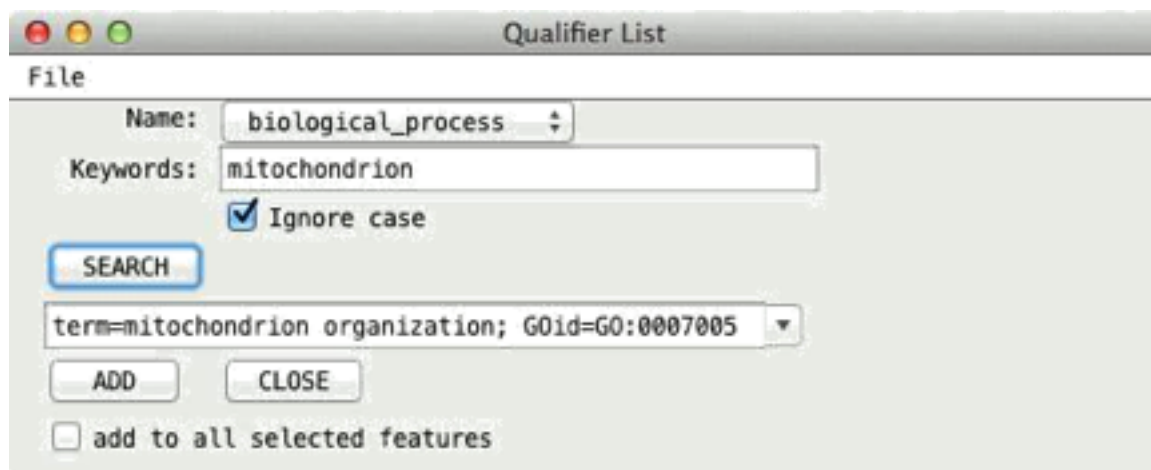 Qualifier List
File
Name: biological_process
Keywords: mitochondrion
Ignore case
SEARCH
term=mitochondrion organization; GOid=GO:0007005
ADD CLOSE
add to all selected features